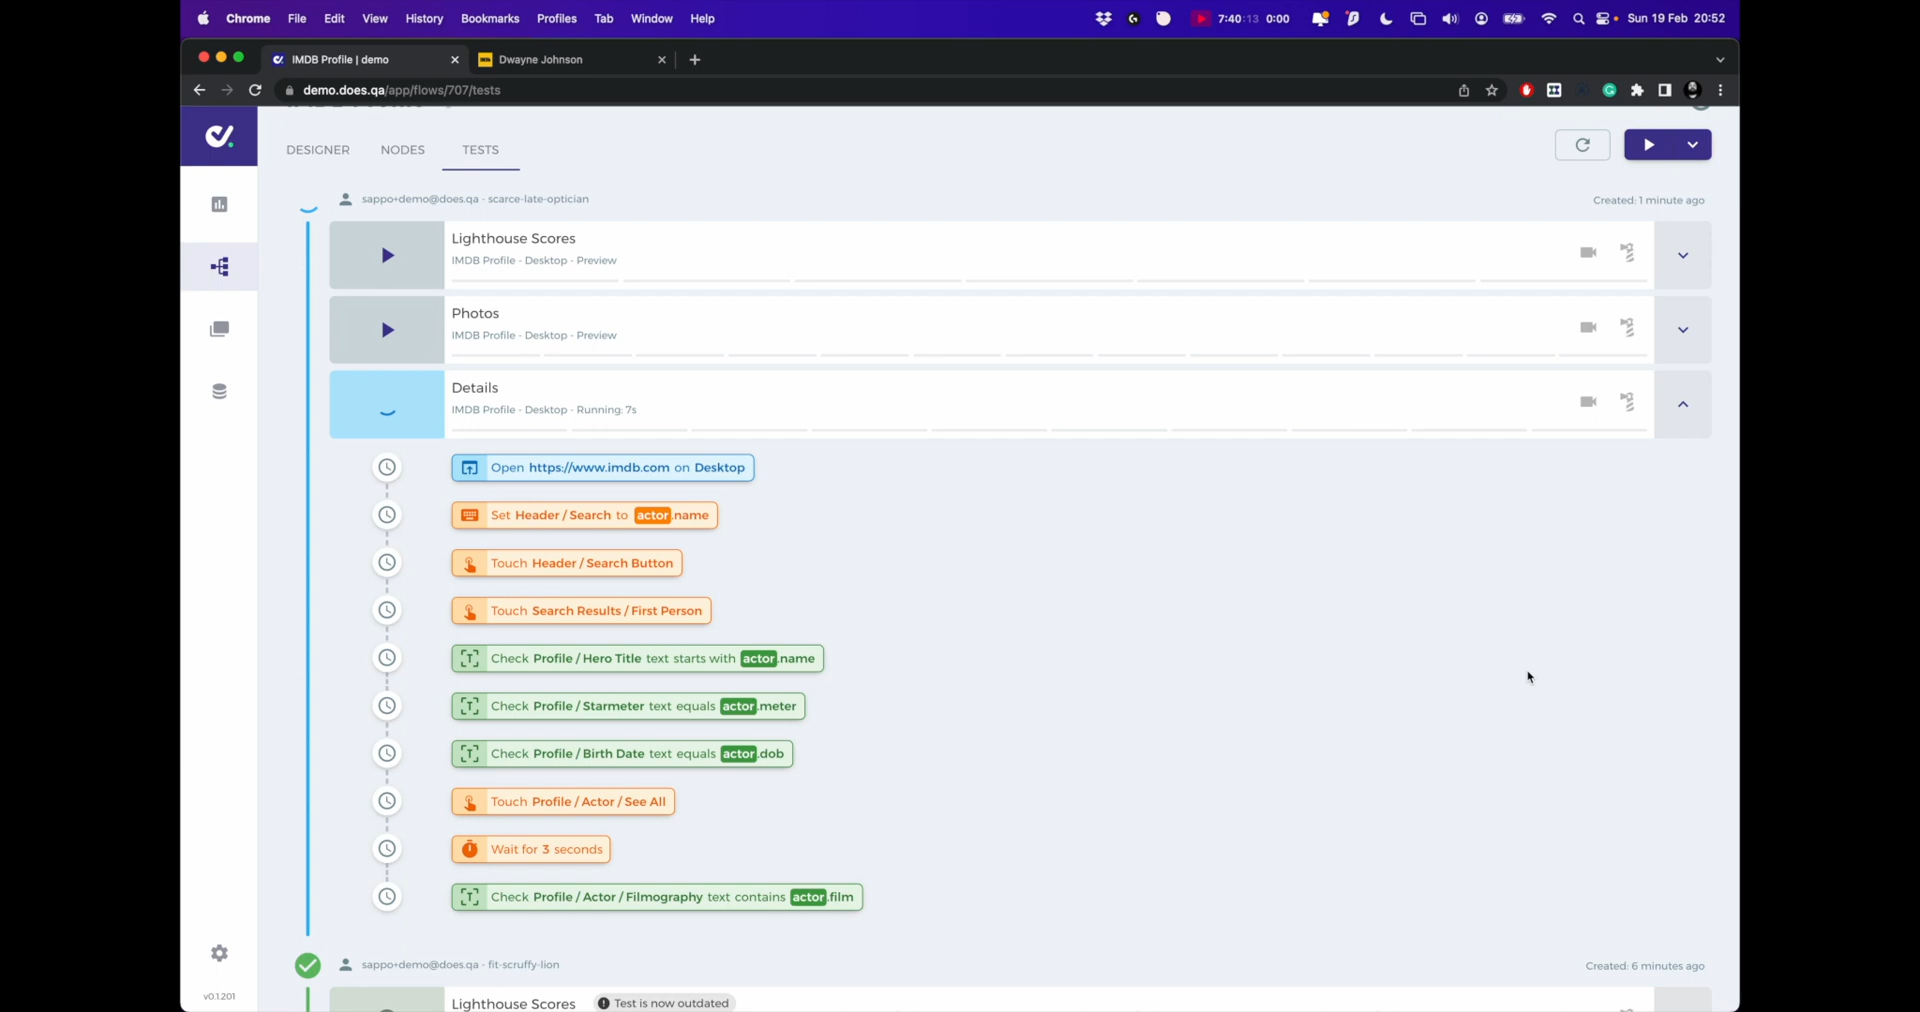 Chrome File Edit View History Bookmarks Profiles Tab Window Help 7:40:13 0:00 Sun 19 Feb 20:52
IMDB Profile | demo Dwayne Johnson
demo.does.qa/app/flows/707/tests
DESIGNER NODES TESTS
sappo+demo@does.qa - scarce-late-optician Created: 1 minute ago
Lighthouse Scores
IMDB Profile - Desktop - Preview
Photos
IMDB Profile - Desktop - Preview
Details
IMDB Profile - Desktop - Running: 7s
Open https://www.imdb.com on Desktop
Set Header / Search to actor.name
Touch Header / Search Button
Touch Search Results / First Person
Check Profile / Hero Title text starts with actor.name
Check Profile / Starmeter text equals actor.meter
Check Profile / Birth Date text equals actor.dob
Touch Profile / Actor / See All
Wait for 3 seconds
Check Profile / Actor / Filmography text contains actor.film
sappo+demo@does.qa - fit-scruffy-lion Created: 6 minutes ago
v0.1.201
Lighthouse Scores Test is now outdated